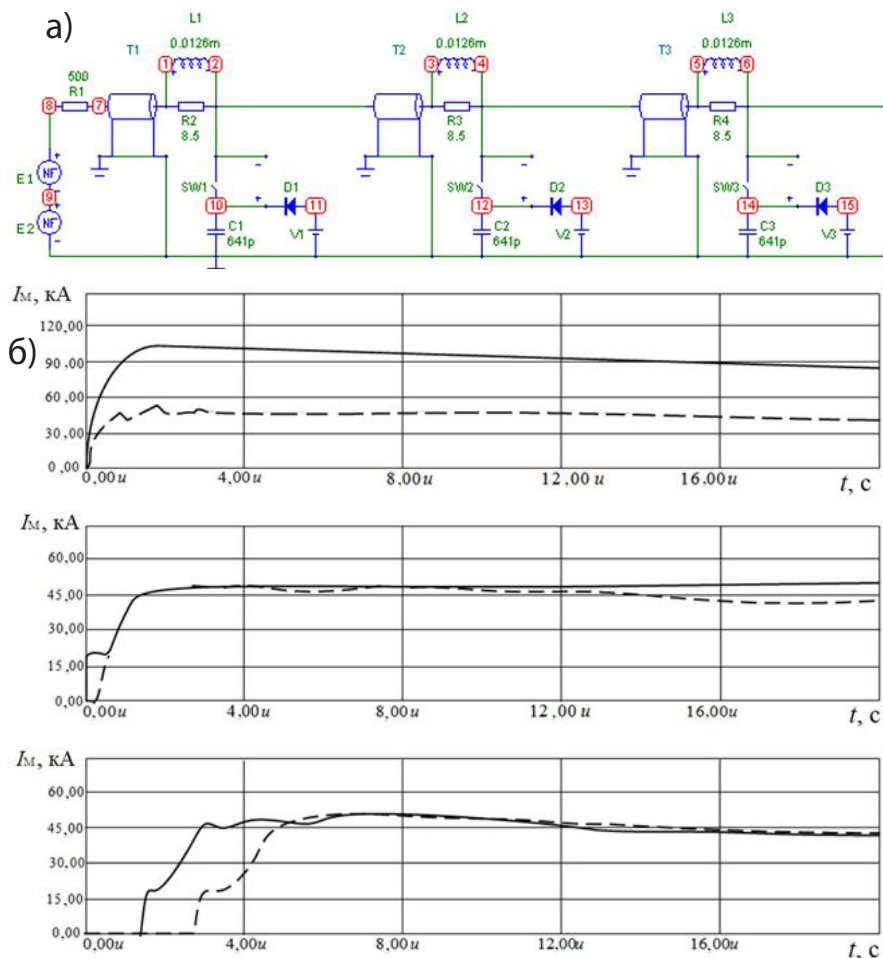 а)
L1
L2
L3
T1
0.0126m
T2
0.0126m
T3
0.0126m
1
2
3
4
5
6
500
R1
8
7
R2
8.5
R3
8.5
R4
8.5
+
-
E1
NF
9
E2
NF
SW1
10
D1
11
C1
641p
V1
SW2
12
D2
13
C2
641p
V2
SW3
14
D3
15
C3
641p
V3
б)
Iм, кА
120,00
90,00
60,00
30,00
0,00
0,00u 4,00u 8,00u 12,00u 16,00u t, с
Iм, кА
60,00
45,00
30,00
15,00
0,00
0,00u 4,00u 8,00u 12,00u 16,00u t, с
Iм, кА
60,00
45,00
30,00
15,00
0,00
0,00u 4,00u 8,00u 12,00u 16,00u t, с